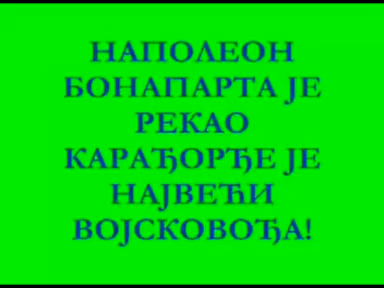 НАПОЛЕОН
БОНАПАРТА ЈЕ
РЕКАО
КАРАЂОРЂЕ ЈЕ
НАЈВЕЋИ
ВОЈСКОВОЂА!